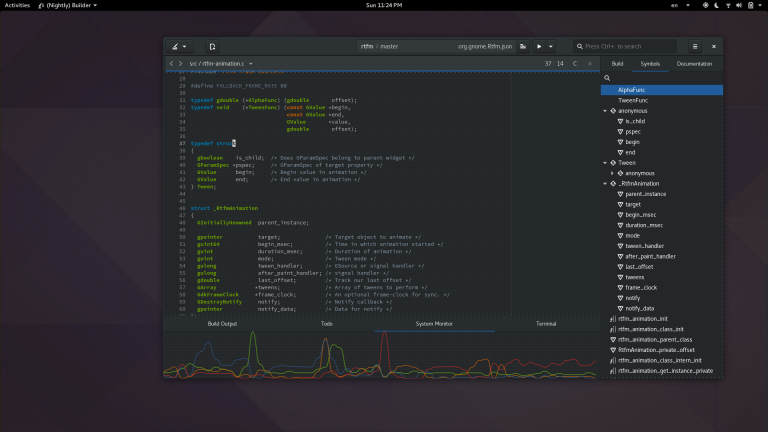 Activities (Nightly) Builder Sun 11:24 PM en
rtfm / master org.gnome.Rtfm.json Press Ctrl+. to search
src / rtfm-animation.c 37 : 14 C Build Symbols Documentation
28
29 #define FALLBACK_FRAME_RATE 60
30
31 typedef gdouble (*AlphaFunc) (gdouble offset);
32 typedef void (*TweenFunc) (const GValue *begin,
33 const GValue *end,
34 GValue *value,
35 gdouble offset);
36
37 typedef struct
38 {
39 gboolean is_child; /* Does GParamSpec belong to parent widget */
40 GParamSpec *pspec; /* GParamSpec of target property */
41 GValue begin; /* Begin value in animation */
42 GValue end; /* End value in animation */
43 } Tween;
44
45
46 struct _RtfmAnimation
47 {
48 GInitiallyUnowned parent_instance;
49
50 gpointer target; /* Target object to animate */
51 guint64 begin_msec; /* Time in which animation started */
52 guint duration_msec; /* Duration of animation */
53 guint mode; /* Tween mode */
54 gulong tween_handler; /* GSource or signal handler */
55 gulong after_paint_handler; /* signal handler */
56 gdouble last_offset; /* Track our last offset */
57 GArray *tweens; /* Array of tweens to perform */
58 GdkFrameClock *frame_clock; /* An optional frame-clock for sync. */
59 GDestroyNotify notify; /* Notify callback */
60 gpointer notify_data; /* Data for notify */
Build Output Todo System Monitor Terminal
AlphaFunc
TweenFunc
anonymous
is_child
pspec
begin
end
Tween
anonymous
_RtfmAnimation
parent_instance
target
begin_msec
duration_msec
mode
tween_handler
after_paint_handler
last_offset
tweens
frame_clock
notify
notify_data
rtfm_animation_init
rtfm_animation_class_init
rtfm_animation_parent_class
RtfmAnimation_private_offset
rtfm_animation_class_intern_init
rtfm_animation_get_instance_private